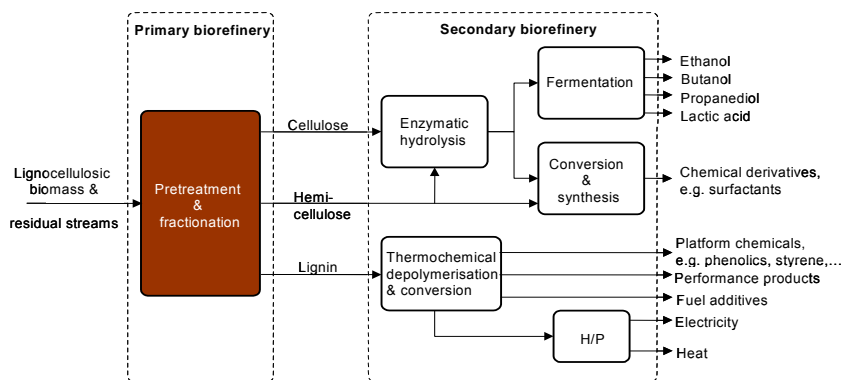 Primary biorefinery
Secondary biorefinery
Lignocellulosic
biomass &
residual streams
Pretreatment
&
fractionation
Cellulose
Hemi-
cellulose
Lignin
Enzymatic
hydrolysis
Fermentation
Conversion
&
synthesis
Thermochemical
depolymerisation
& conversion
H/P
Ethanol
Butanol
Propanediol
Lactic acid
Chemical derivatives,
e.g. surfactants
Platform chemicals,
e.g. phenolics, styrene,...
Performance products
Fuel additives
Electricity
Heat